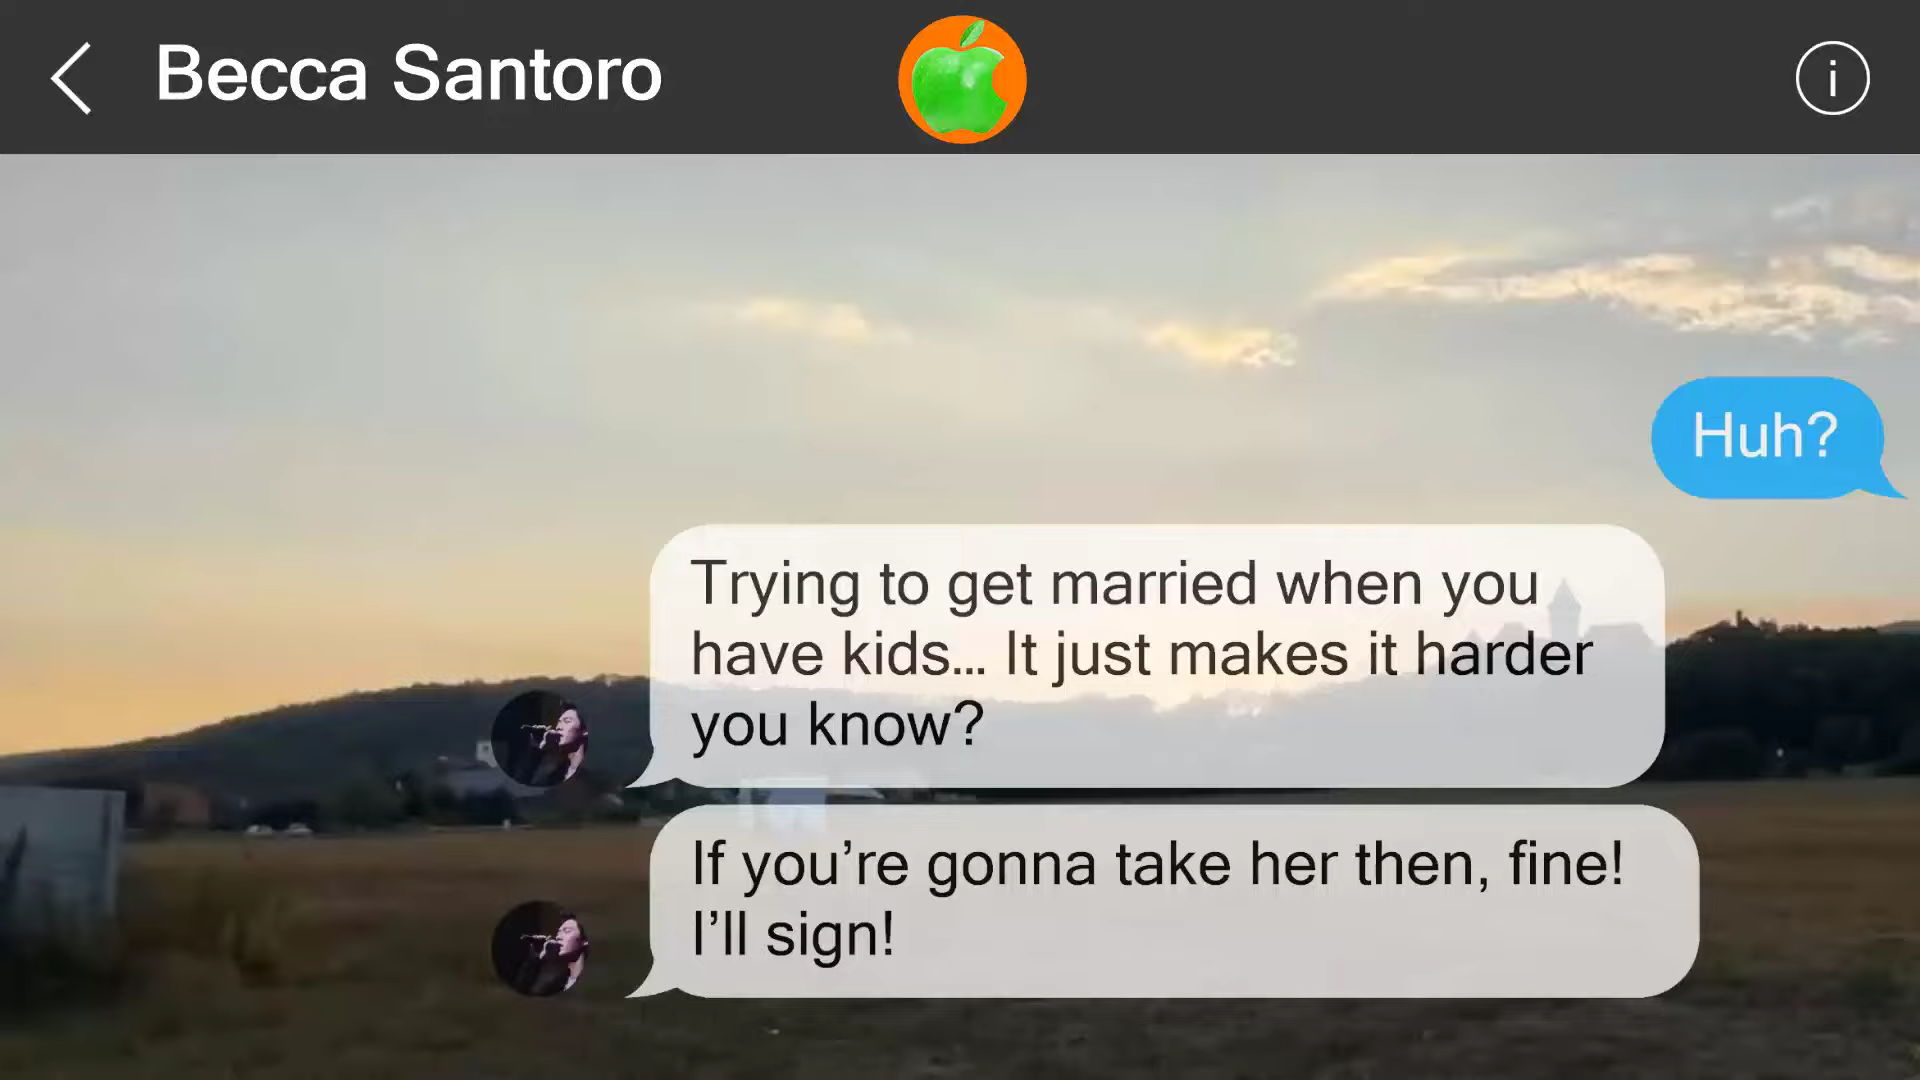 Becca Santoro
i
Huh?
Trying to get married when you
have kids... It just makes it harder
you know?
If you’re gonna take her then, fine!
I’ll sign!